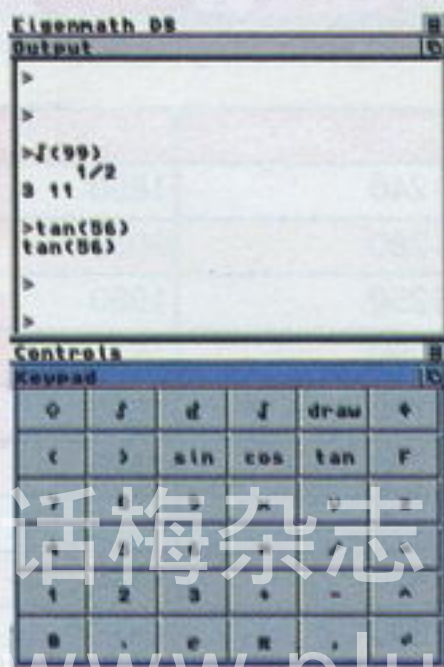 Eigenmath DS
Output
>
>
>√(99)
1/2
3 11
>tan(56)
tan(56)
>
>
Controls
Keypad
draw
( ) sin cos tan F
1 2 3 + - ^
0 . e π ,
话梅杂志